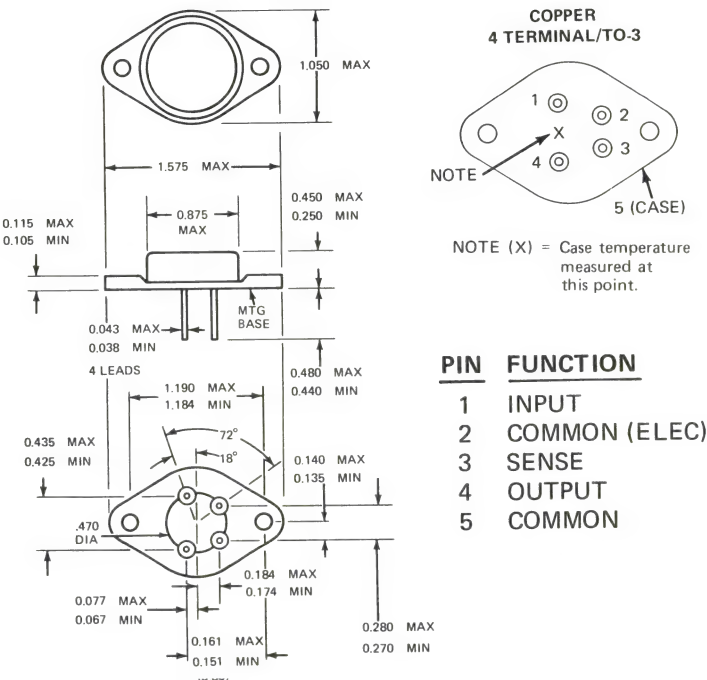 COPPER
4 TERMINAL/TO-3
1.050 MAX
1.575 MAX
1
2
X
3
4
NOTE
5 (CASE)
0.450 MAX
0.250 MIN
0.875
MAX
0.115 MAX
0.105 MIN
NOTE (X) = Case temperature
measured at
this point.
MTG
BASE
0.043 MAX
0.038 MIN
4 LEADS
0.480 MAX
0.440 MIN
1.190 MAX
1.184 MIN
72°
18°
0.435 MAX
0.425 MIN
0.140 MAX
0.135 MIN
.470
DIA
0.184 MAX
0.174 MIN
0.077 MAX
0.067 MIN
0.161 MAX
0.151 MIN
0.280 MAX
0.270 MIN
PIN FUNCTION
1 INPUT
2 COMMON (ELEC)
3 SENSE
4 OUTPUT
5 COMMON